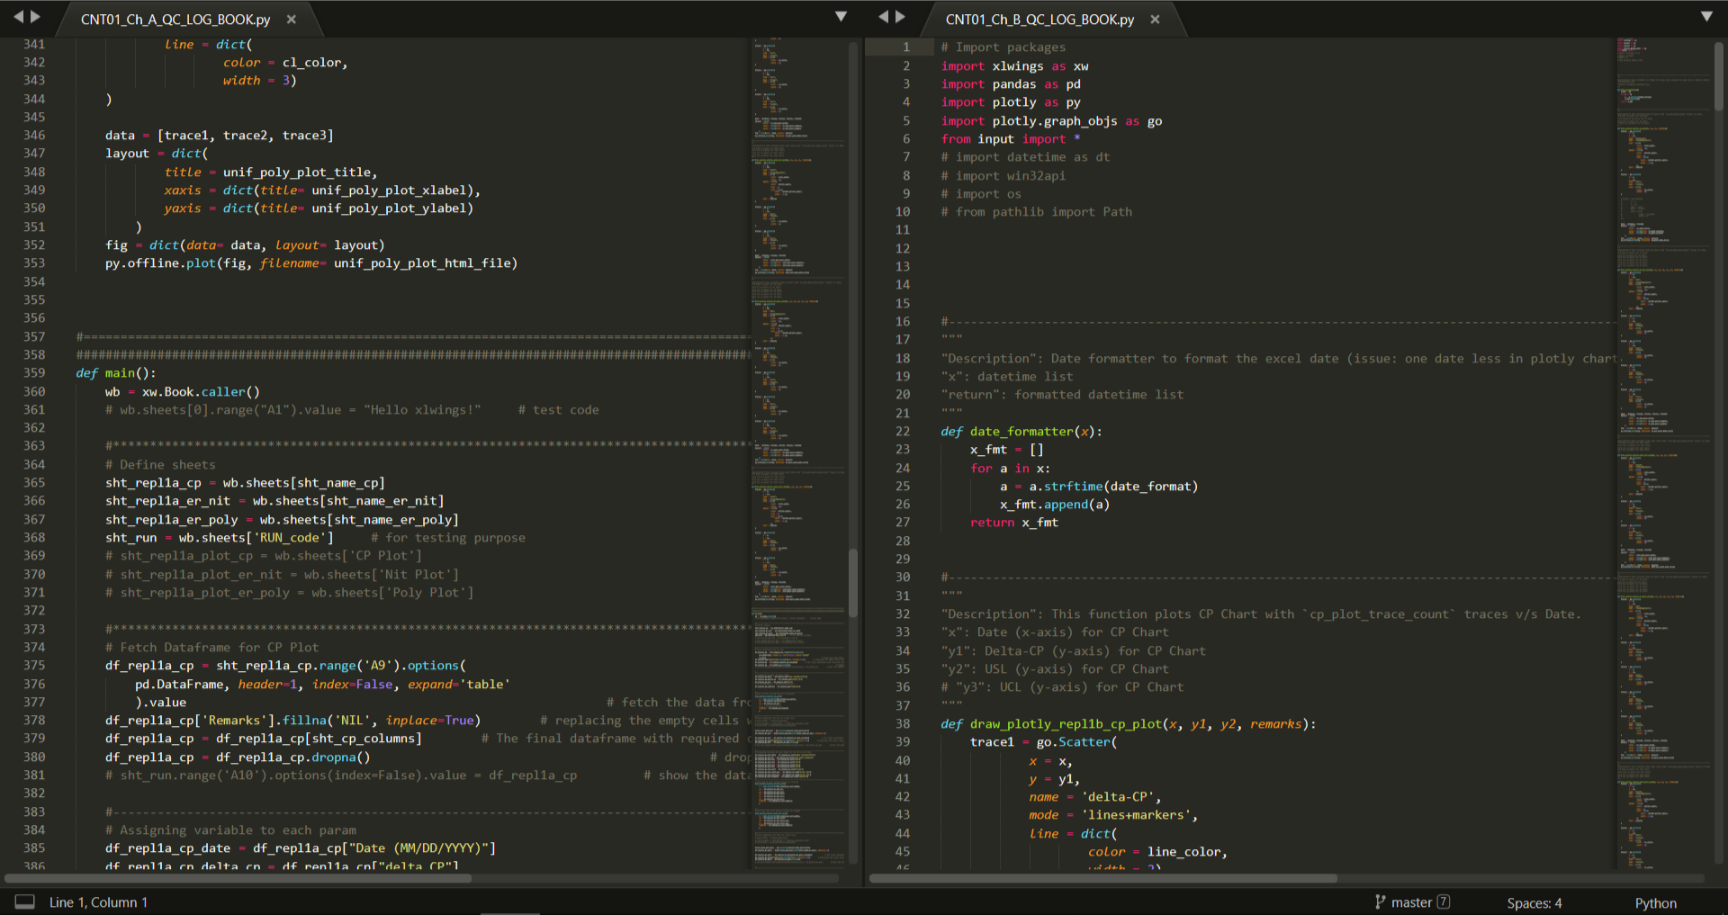 CNT01_Ch_A_QC_LOG_BOOK.py ×
341 line = dict(
342 color = cl_color,
343 width = 3)
344 )
345
346 data = [trace1, trace2, trace3]
347 layout = dict(
348 title = unif_poly_plot_title,
349 xaxis = dict(title= unif_poly_plot_xlabel),
350 yaxis = dict(title= unif_poly_plot_ylabel)
351 )
352 fig = dict(data= data, layout= layout)
353 py.offline.plot(fig, filename= unif_poly_plot_html_file)
354
355
356
357 #==========================================================================================
358 ############################################################################################
359 def main():
360 wb = xw.Book.caller()
361 # wb.sheets[0].range("A1").value = "Hello xlwings!" # test code
362
363 #***************************************************************************************
364 # Define sheets
365 sht_repl1a_cp = wb.sheets[sht_name_cp]
366 sht_repl1a_er_nit = wb.sheets[sht_name_er_nit]
367 sht_repl1a_er_poly = wb.sheets[sht_name_er_poly]
368 sht_run = wb.sheets['RUN_code'] # for testing purpose
369 # sht_repl1a_plot_cp = wb.sheets['CP Plot']
370 # sht_repl1a_plot_er_nit = wb.sheets['Nit Plot']
371 # sht_repl1a_plot_er_poly = wb.sheets['Poly Plot']
372
373 #***************************************************************************************
374 # Fetch Dataframe for CP Plot
375 df_repl1a_cp = sht_repl1a_cp.range('A9').options(
376 pd.DataFrame, header=1, index=False, expand='table'
377 ).value # fetch the data fro
378 df_repl1a_cp['Remarks'].fillna('NIL', inplace=True) # replacing the empty cells w
379 df_repl1a_cp = df_repl1a_cp[sht_cp_columns] # The final dataframe with required
380 df_repl1a_cp = df_repl1a_cp.dropna() # drop
381 # sht_run.range('A10').options(index=False).value = df_repl1a_cp # show the data
382
383 #---------------------------------------------------------------------------------------
384 # Assigning variable to each param
385 df_repl1a_cp_date = df_repl1a_cp["Date (MM/DD/YYYY)"]
386 df_repl1a_cp_delta_cp = df_repl1a_cp["delta CP"]
CNT01_Ch_B_QC_LOG_BOOK.py ×
1 # Import packages
2 import xlwings as xw
3 import pandas as pd
4 import plotly as py
5 import plotly.graph_objs as go
6 from input import *
7 # import datetime as dt
8 # import win32api
9 # import os
10 # from pathlib import Path
11
12
13
14
15
16 #------------------------------------------------------------------------------------------
17 """
18 "Description": Date formatter to format the excel date (issue: one date less in plotly chart
19 "x": datetime list
20 "return": formatted datetime list
21 """
22 def date_formatter(x):
23 x_fmt = []
24 for a in x:
25 a = a.strftime(date_format)
26 x_fmt.append(a)
27 return x_fmt
28
29
30 #------------------------------------------------------------------------------------------
31 """
32 "Description": This function plots CP Chart with `cp_plot_trace_count` traces v/s Date.
33 "x": Date (x-axis) for CP Chart
34 "y1": Delta-CP (y-axis) for CP Chart
35 "y2": USL (y-axis) for CP Chart
36 # "y3": UCL (y-axis) for CP Chart
37 """
38 def draw_plotly_repl1b_cp_plot(x, y1, y2, remarks):
39 trace1 = go.Scatter(
40 x = x,
41 y = y1,
42 name = 'delta-CP',
43 mode = 'lines+markers',
44 line = dict(
45 color = line_color,
46 width = 2)
Line 1, Column 1
master 7
Spaces: 4
Python